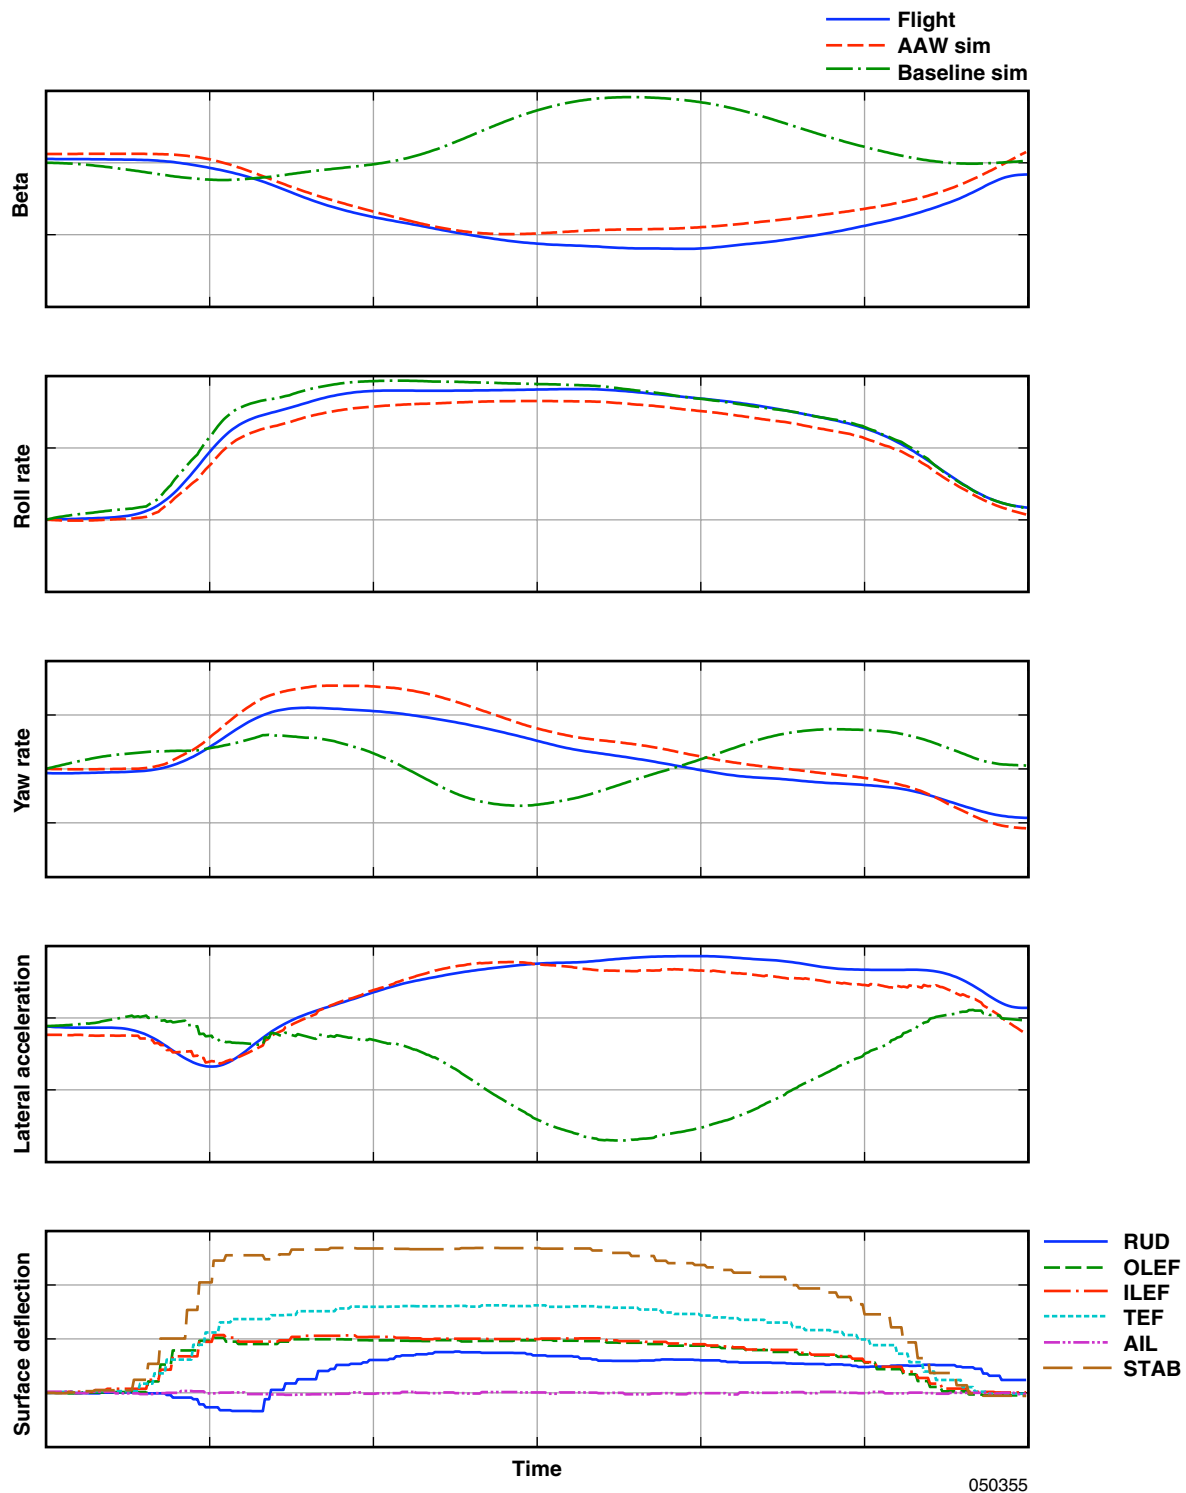 Flight
AAW sim
Baseline sim
Beta
Roll rate
Yaw rate
Lateral acceleration
Surface deflection
RUD
OLEF
ILEF
TEF
AIL
STAB
Time
050355